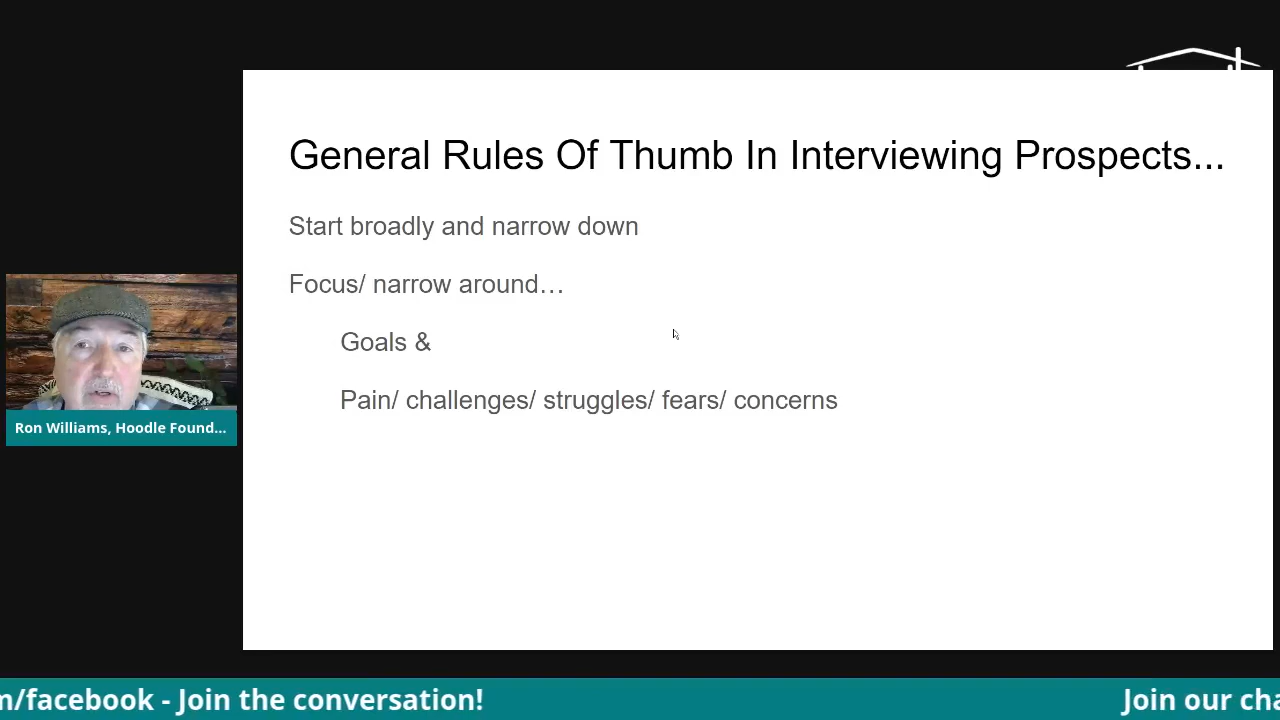 General Rules Of Thumb In Interviewing Prospects...
Start broadly and narrow down
Focus/ narrow around…
Goals &
Pain/ challenges/ struggles/ fears/ concerns
Ron Williams, Hoodle Found...
m/facebook - Join the conversation!
Join our cha